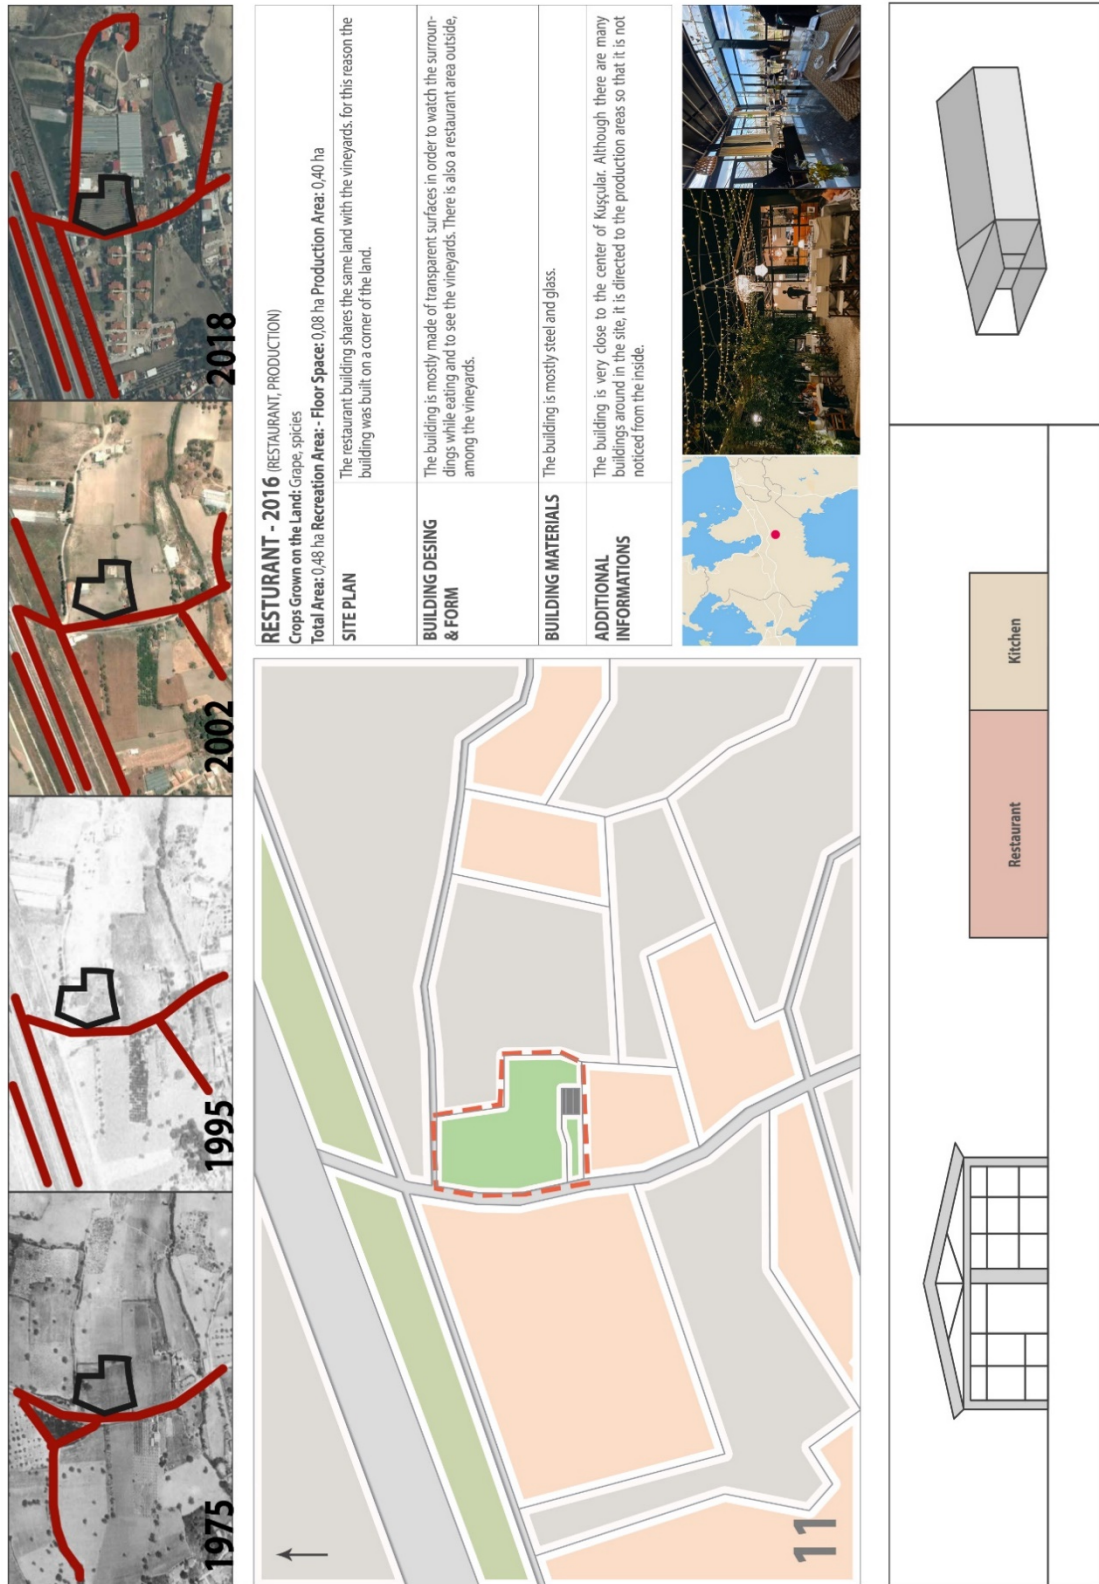 1975
1995
2002
2018
11
RESTURANT - 2016 (RESTAURANT, PRODUCTION)
Crops Grown on the Land: Grape, spicies
Total Area: 0,48 ha Recreation Area: - Floor Space: 0,08 ha Production Area: 0,40 ha
SITE PLAN
The restaurant building shares the same land with the vineyards. for this reason the
building was built on a corner of the land.
BUILDING DESING
& FORM
The building is mostly made of transparent surfaces in order to watch the surroun-
dings while eating and to see the vineyards. There is also a restaurant area outside,
among the vineyards.
BUILDING MATERIALS
The building is mostly steel and glass.
ADDITIONAL
INFORMATIONS
The building is very close to the center of Kuşçular. Although there are many
buildings around in the site, it is directed to the production areas so that it is not
noticed from the inside.
Restaurant
Kitchen